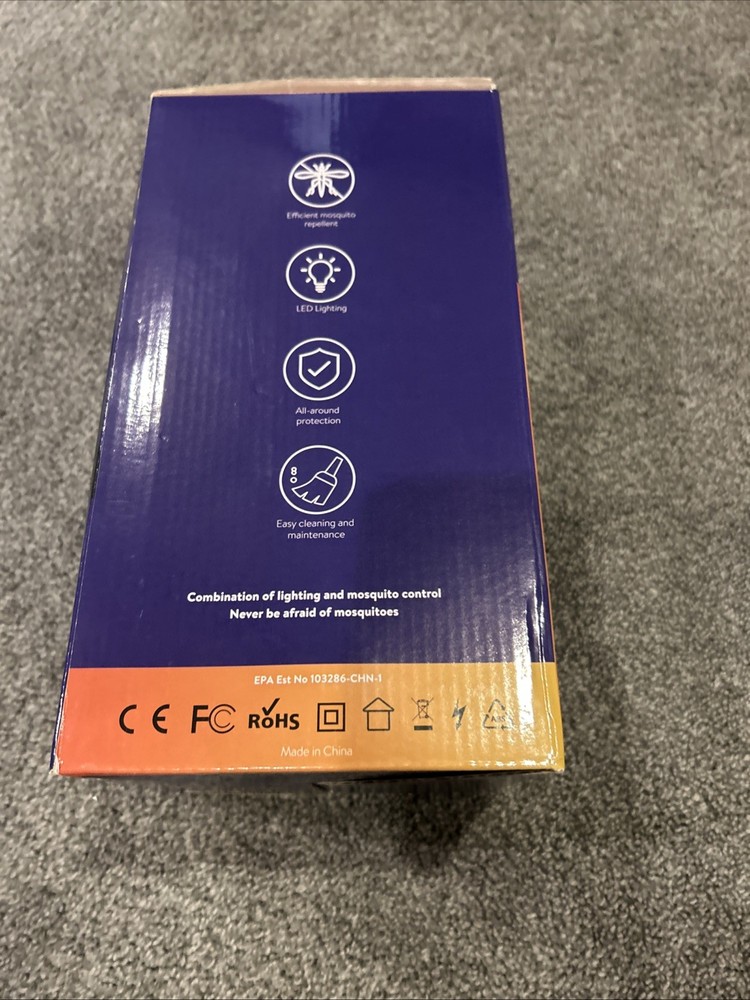 Efficient mosquito
repellent
LED Lighting
All-around
protection
Easy cleaning and
maintenance
Combination of lighting and mosquito control
Never be afraid of mosquitoes
EPA Est No 103286-CHN-1
CE FC RoHS
Made in China